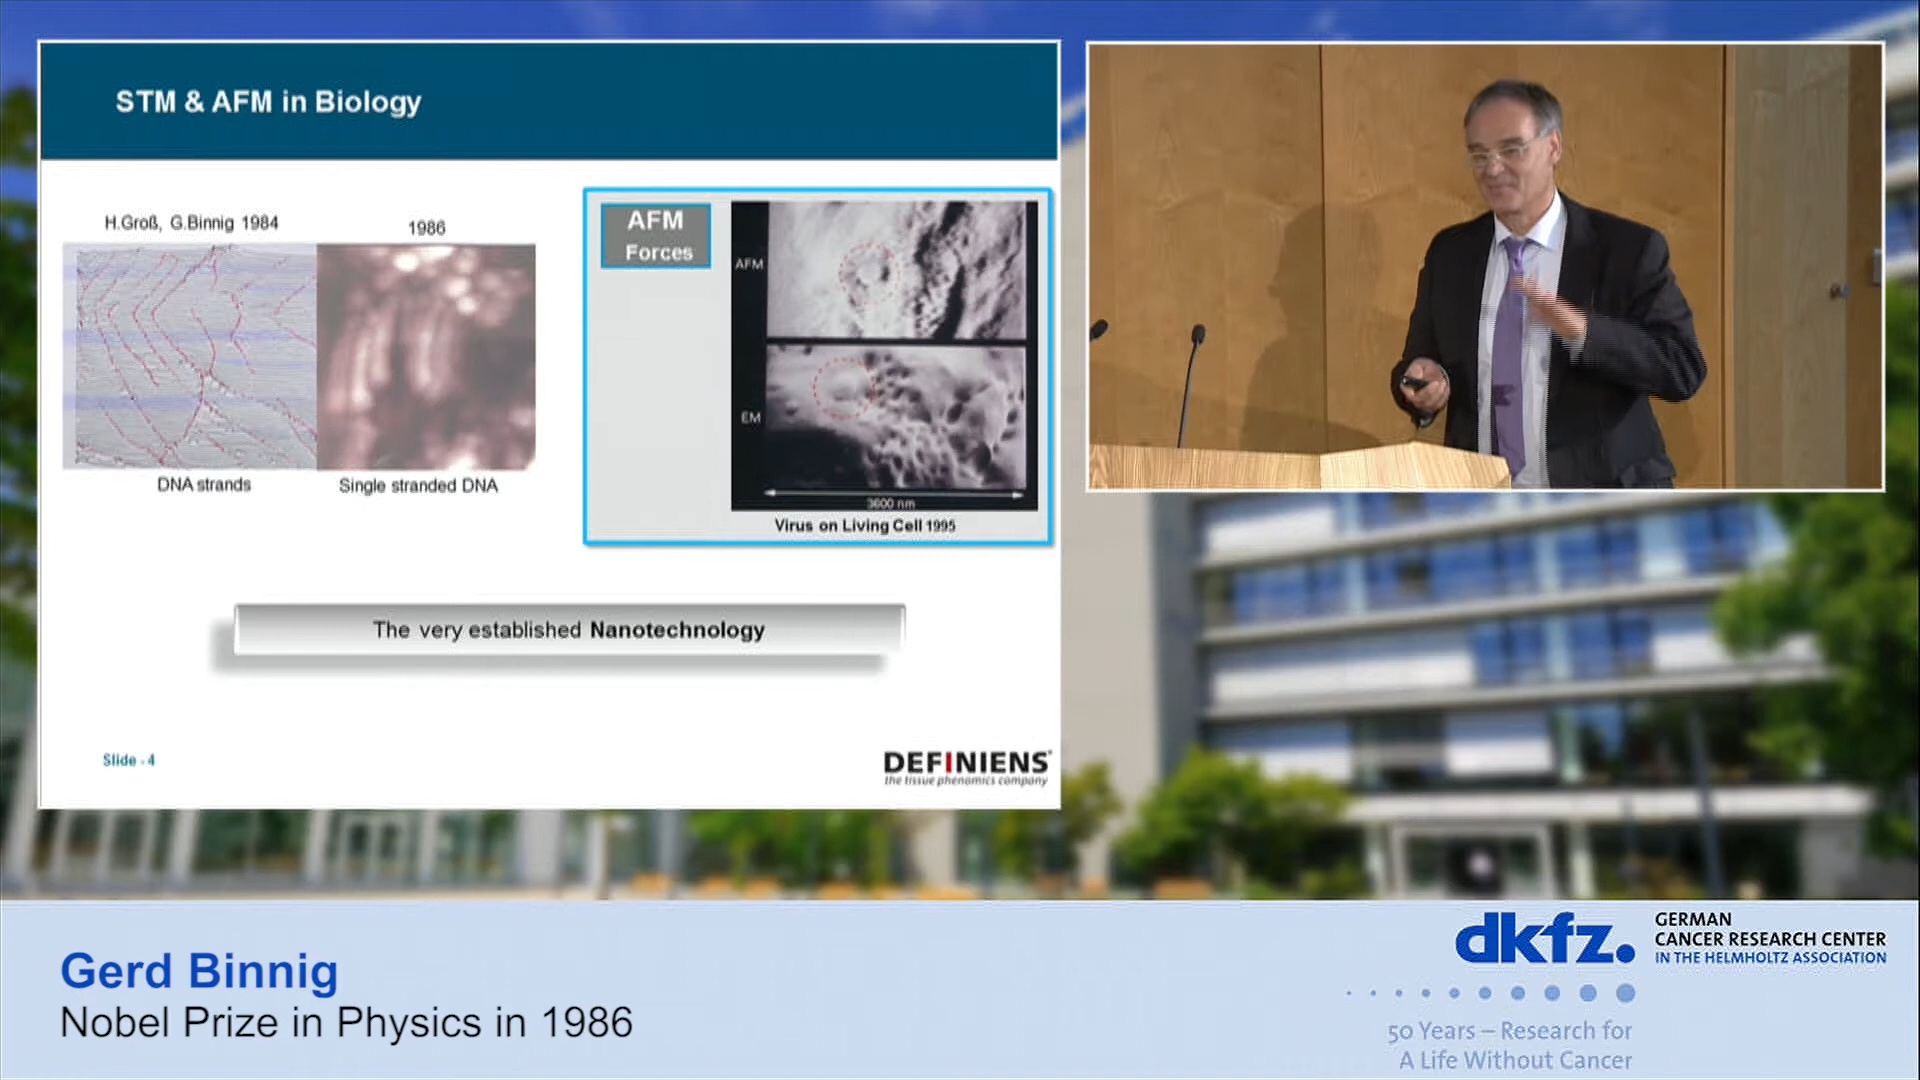 STM & AFM in Biology
H.Groß, G.Binnig 1984
1986
DNA strands
Single stranded DNA
AFM
Forces
AFM
EM
3600 nm
Virus on Living Cell 1995
The very established Nanotechnology
Slide - 4
DEFINIENS
the tissue phenomics company
Gerd Binnig
Nobel Prize in Physics in 1986
dkfz.
GERMAN
CANCER RESEARCH CENTER
IN THE HELMHOLTZ ASSOCIATION
50 Years – Research for
A Life Without Cancer